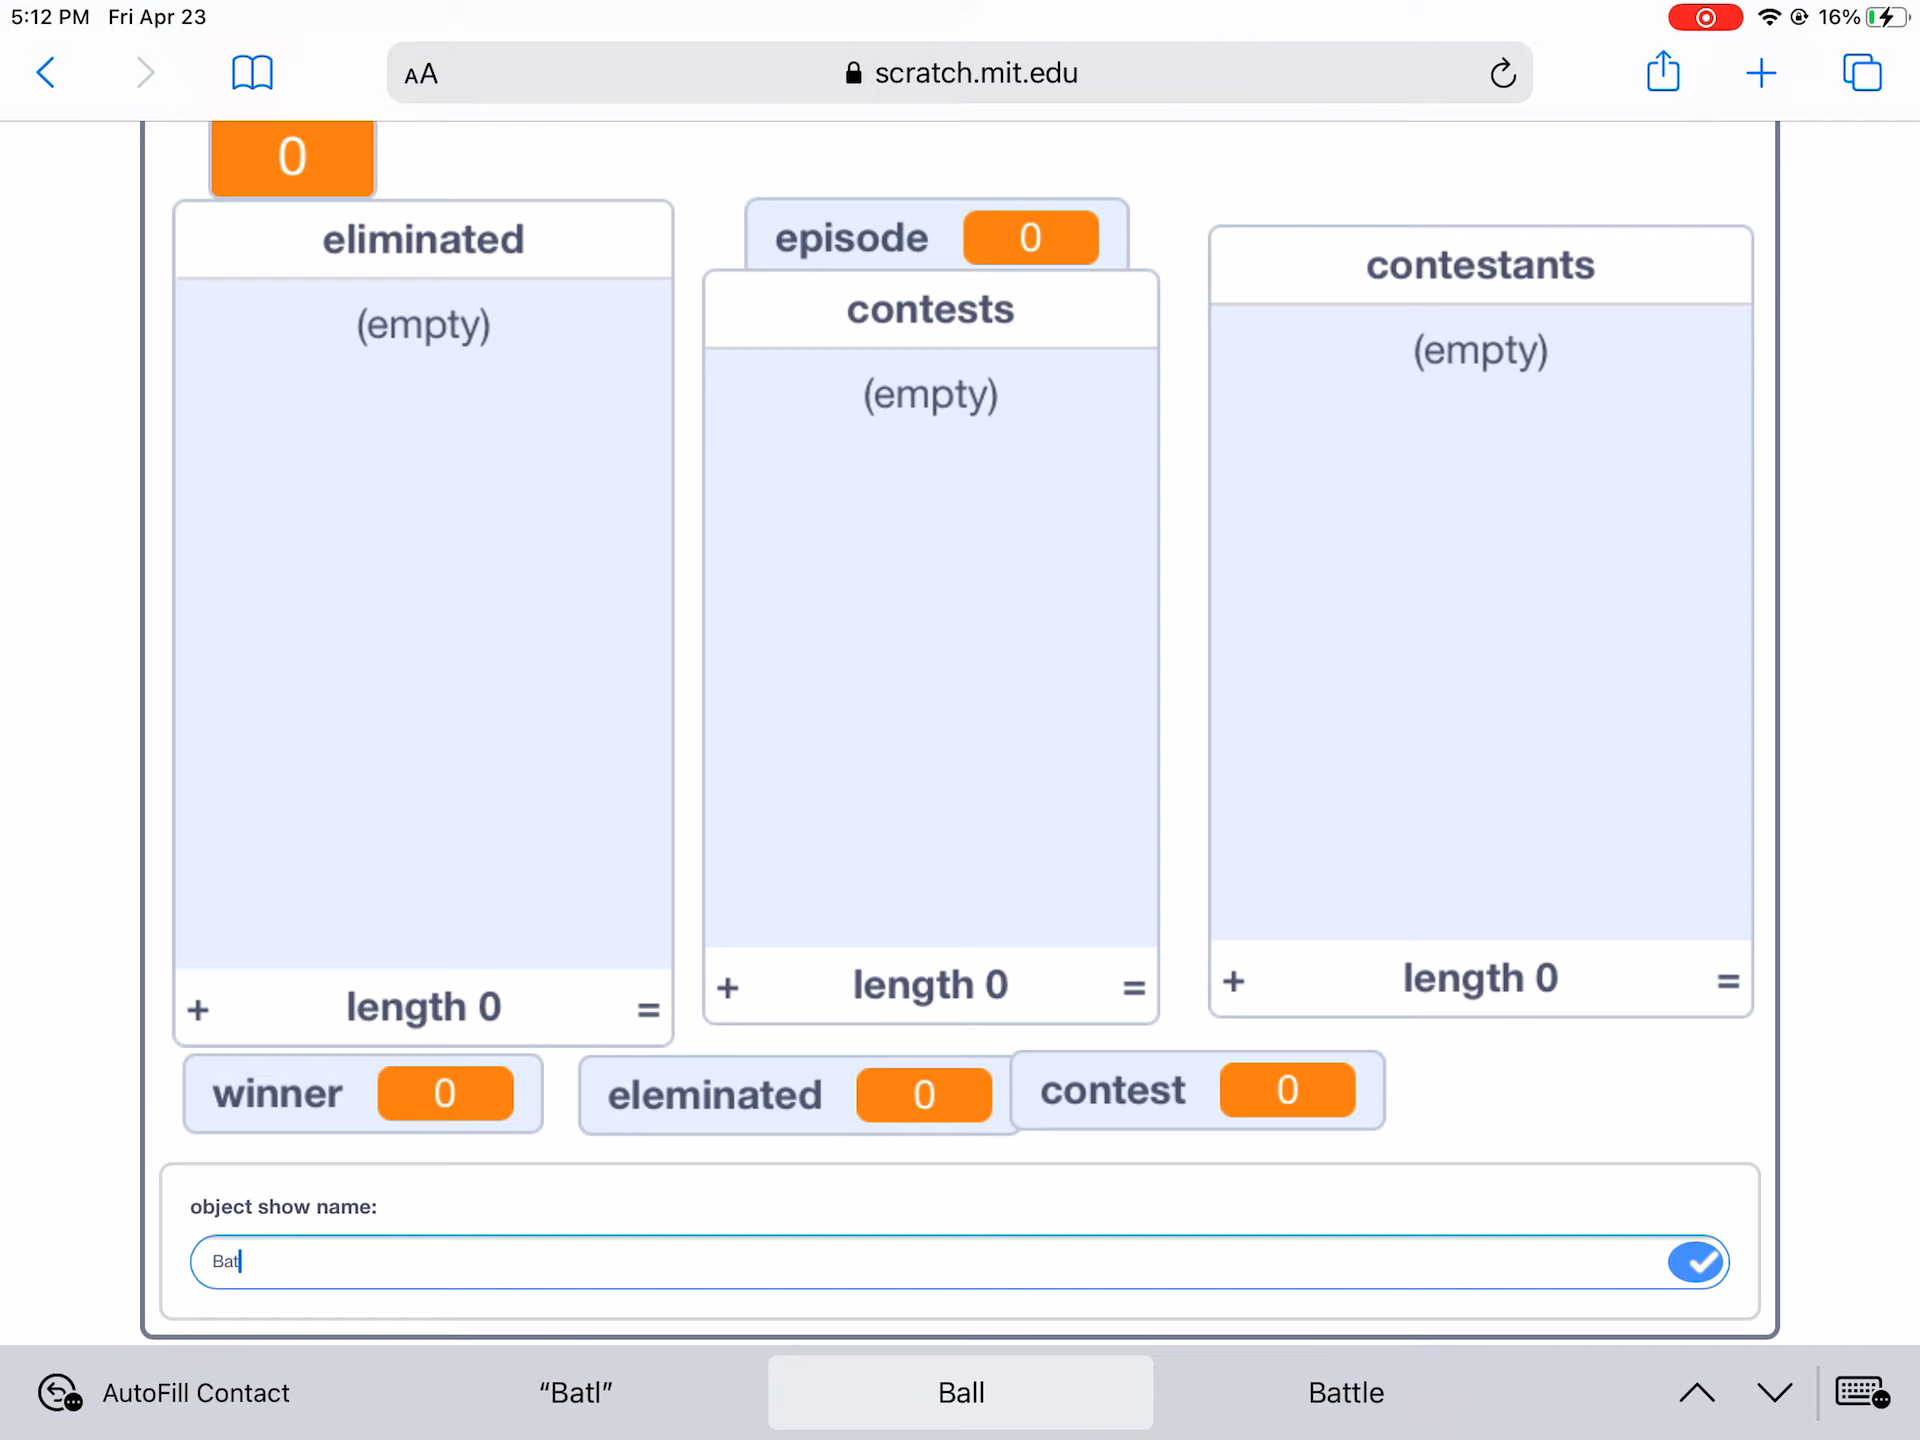 5:12 PM Fri Apr 23
16%
AA scratch.mit.edu
0
eliminated
(empty)
+ length 0 =
episode 0
contests
(empty)
+ length 0 =
contestants
(empty)
+ length 0 =
winner 0
eleminated 0
contest 0
object show name:
Bat
AutoFill Contact “Batl” Ball Battle